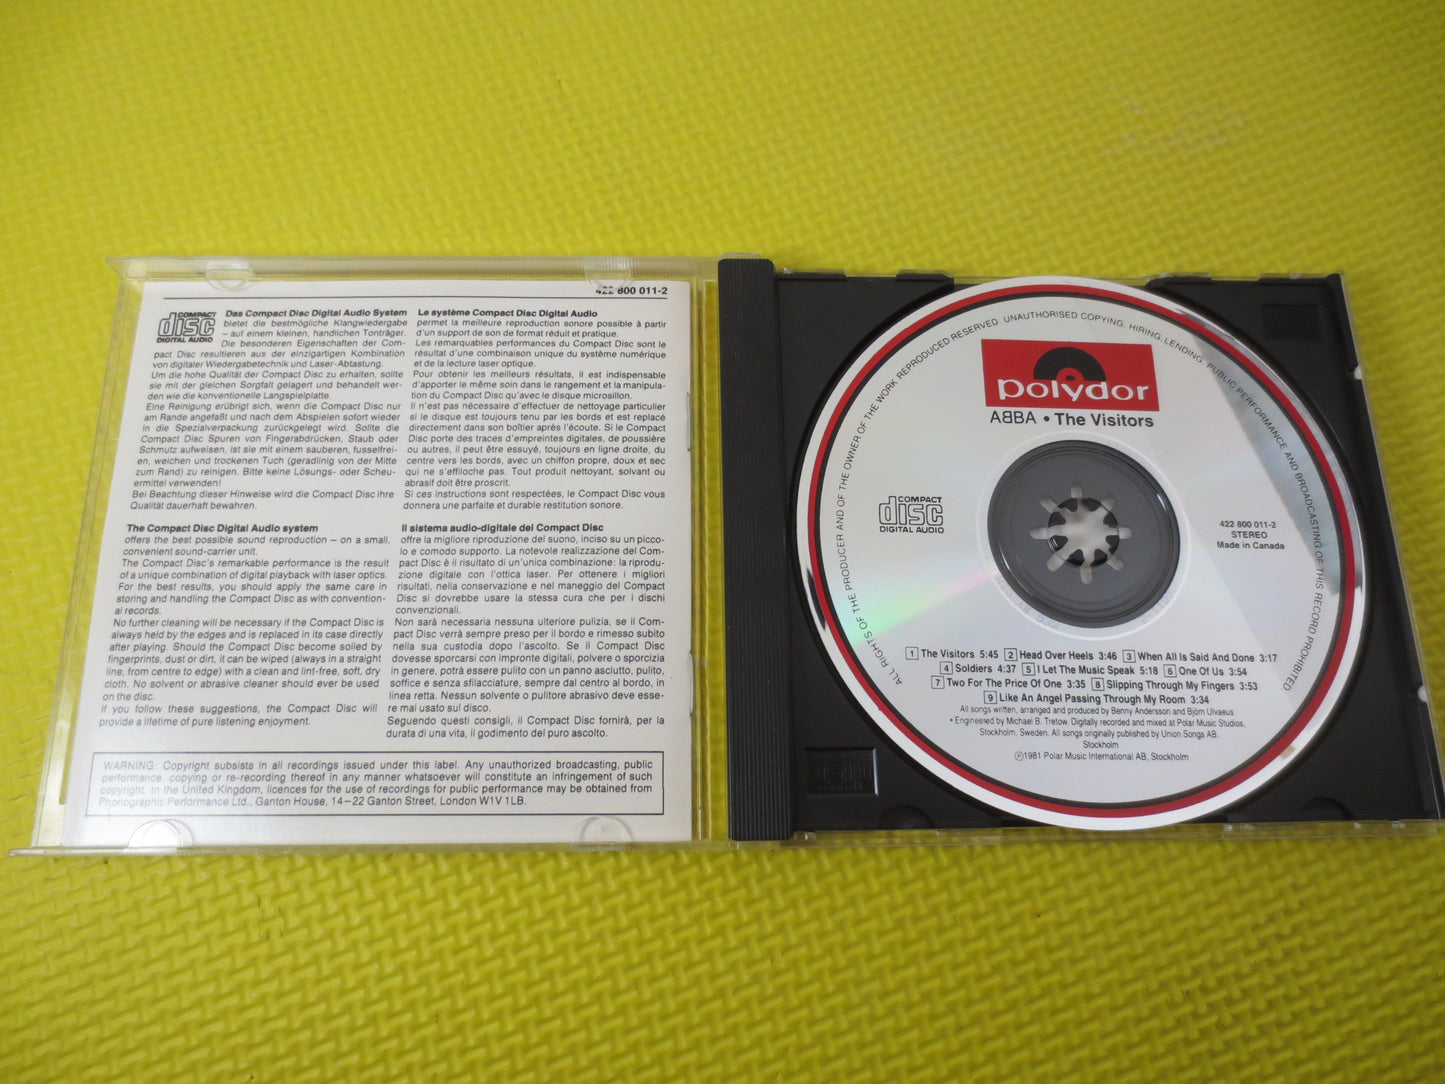 422 800 011-2
COMPACT
disc
DIGITAL AUDIO
Das Compact Disc Digital Audio System
bietet die bestmögliche Klangwiedergabe
– auf einem kleinen, handlichen Tonträger.
Die besonderen Eigenschaften der Com-
pact Disc resultieren aus der einzigartigen Kombination
von digitaler Wiedergabetechnik und Laser-Abtastung.
Um die hohe Qualität der Compact Disc zu erhalten, sollte
sie mit der gleichen Sorgfalt gelagert und behandelt wer-
den wie die konventionelle Langspielplatte.
Eine Reinigung erübrigt sich, wenn die Compact Disc nur
am Rande angefaßt und nach dem Abspielen sofort wieder
in die Spezialverpackung zurückgelegt wird. Sollte die
Compact Disc Spuren von Fingerabdrücken, Staub oder
Schmutz aufweisen, ist sie mit einem sauberen, fusselfrei-
en, weichen und trockenen Tuch (geradlinig von der Mitte
zum Rand) zu reinigen. Bitte keine Lösungs- oder Scheu-
ermittel verwenden!
Bei Beachtung dieser Hinweise wird die Compact Disc ihre
Qualität dauerhaft bewahren.
Le système Compact Disc Digital Audio
permet la meilleure reproduction sonore possible à partir
d'un support de son de format réduit et pratique.
Les remarquables performances du Compact Disc sont le
résultat d'une combinaison unique du système numérique
et de la lecture laser optique.
Pour obtenir les meilleurs résultats, il est indispensable
d'apporter le même soin dans le rangement et la manipula-
tion du Compact Disc qu'avec le disque microsillon.
Il n'est pas nécessaire d'effectuer de nettoyage particulier
si le disque est toujours tenu par les bords et est replacé
directement dans son boîtier après l'écoute. Si le Compact
Disc porte des traces d'empreintes digitales, de poussière
ou autres, il peut être essuyé, toujours en ligne droite, du
centre vers les bords, avec un chiffon propre, doux et sec
qui ne s'effiloche pas. Tout produit nettoyant, solvant ou
abrasif doit être proscrit.
Si ces instructions sont respectées, le Compact Disc vous
donnera une parfaite et durable restitution sonore.
The Compact Disc Digital Audio system
offers the best possible sound reproduction – on a small,
convenient sound-carrier unit.
The Compact Disc's remarkable performance is the result
of a unique combination of digital playback with laser optics.
For the best results, you should apply the same care in
storing and handling the Compact Disc as with convention-
al records.
No further cleaning will be necessary if the Compact Disc is
always held by the edges and is replaced in its case directly
after playing. Should the Compact Disc become soiled by
fingerprints, dust or dirt, it can be wiped (always in a straight
line, from centre to edge) with a clean and lint-free, soft, dry
cloth. No solvent or abrasive cleaner should ever be used
on the disc.
If you follow these suggestions, the Compact Disc will
provide a lifetime of pure listening enjoyment.
Il sistema audio-digitale del Compact Disc
offre la migliore riproduzione del suono, inciso su un picco-
lo e comodo supporto. La notevole realizzazione del Com-
pact Disc è il risultato di un'unica combinazione: la riprodu-
zione digitale con l'ottica laser. Per ottenere i migliori
risultati, nella conservazione e nel maneggio del Compact
Disc si dovrebbe usare la stessa cura che per i dischi
convenzionali.
Non sarà necessaria nessuna ulteriore pulizia, se il Com-
pact Disc verrà sempre preso per il bordo e rimesso subito
nella sua custodia dopo l'ascolto. Se il Compact Disc
dovesse sporcarsi con impronte digitali, polvere o sporcizia
in genere, potrà essere pulito con un panno asciutto, pulito,
soffice e senza sfilacciature, sempre dal centro al bordo, in
linea retta. Nessun solvente o pulitore abrasivo deve esse-
re mai usato sul disco.
Seguendo questi consigli, il Compact Disc fornirà, per la
durata di una vita, il godimento del puro ascolto.
WARNING: Copyright subsists in all recordings issued under this label. Any unauthorized broadcasting, public
performance, copying or re-recording thereof in any manner whatsoever will constitute an infringement of such
copyright. In the United Kingdom, licences for the use of recordings for public performance may be obtained from
Phonographic Performance Ltd., Ganton House, 14–22 Ganton Street, London W1V 1LB.
ALL RIGHTS OF THE PRODUCER AND OF THE OWNER OF THE WORK REPRODUCED RESERVED. UNAUTHORISED COPYING, HIRING, LENDING, PUBLIC PERFORMANCE AND BROADCASTING OF THIS RECORD PROHIBITED
polydor
ABBA • The Visitors
COMPACT
disc
DIGITAL AUDIO
422 800 011-2
STEREO
Made in Canada
1 The Visitors 5:45 2 Head Over Heels 3:46 3 When All Is Said And Done 3:17
4 Soldiers 4:37 5 I Let The Music Speak 5:18 6 One Of Us 3:54
7 Two For The Price Of One 3:35 8 Slipping Through My Fingers 3:53
9 Like An Angel Passing Through My Room 3:34
All songs written, arranged and produced by Benny Andersson and Björn Ulvaeus
• Engineered by Michael B. Tretow. Digitally recorded and mixed at Polar Music Studios,
Stockholm, Sweden. All songs originally published by Union Songs AB,
Stockholm
℗1981 Polar Music International AB, Stockholm